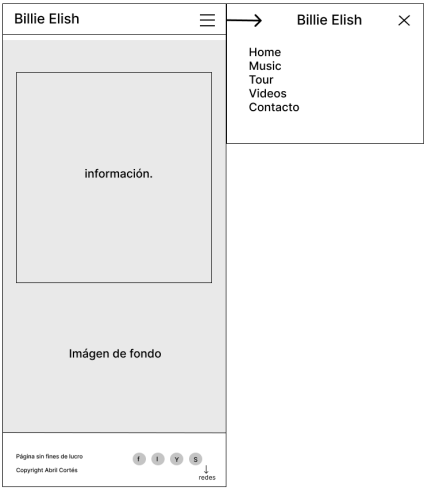 Billie Elish
Billie Elish
Home
Music
Tour
Videos
Contacto
información.
Imágen de fondo
Página sin fines de lucro
Copyright Abril Cortés
f I Y S
redes